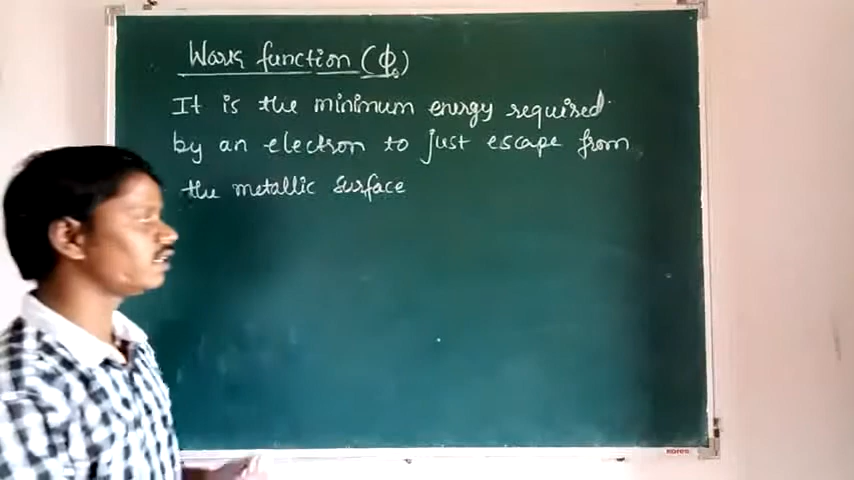 Work function (ϕ₀)
It is the minimum energy required
by an electron to just escape from
the metallic surface
kores